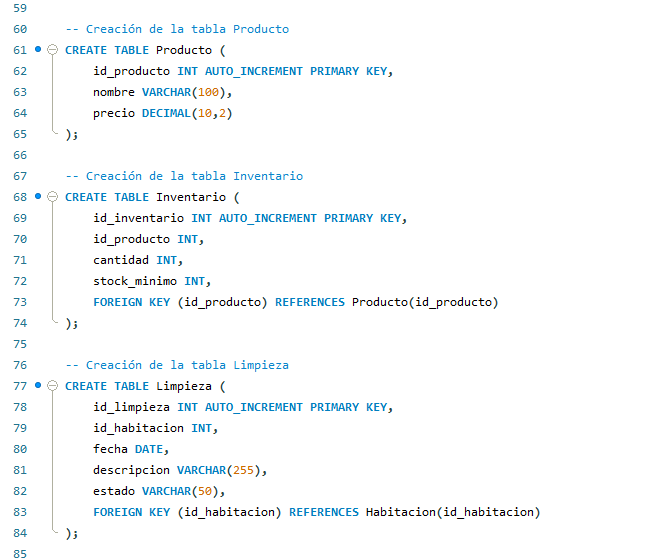 59
60 -- Creación de la tabla Producto
61 CREATE TABLE Producto (
62 id_producto INT AUTO_INCREMENT PRIMARY KEY,
63 nombre VARCHAR(100),
64 precio DECIMAL(10,2)
65 );
66
67 -- Creación de la tabla Inventario
68 CREATE TABLE Inventario (
69 id_inventario INT AUTO_INCREMENT PRIMARY KEY,
70 id_producto INT,
71 cantidad INT,
72 stock_minimo INT,
73 FOREIGN KEY (id_producto) REFERENCES Producto(id_producto)
74 );
75
76 -- Creación de la tabla Limpieza
77 CREATE TABLE Limpieza (
78 id_limpieza INT AUTO_INCREMENT PRIMARY KEY,
79 id_habitacion INT,
80 fecha DATE,
81 descripcion VARCHAR(255),
82 estado VARCHAR(50),
83 FOREIGN KEY (id_habitacion) REFERENCES Habitacion(id_habitacion)
84 );
85